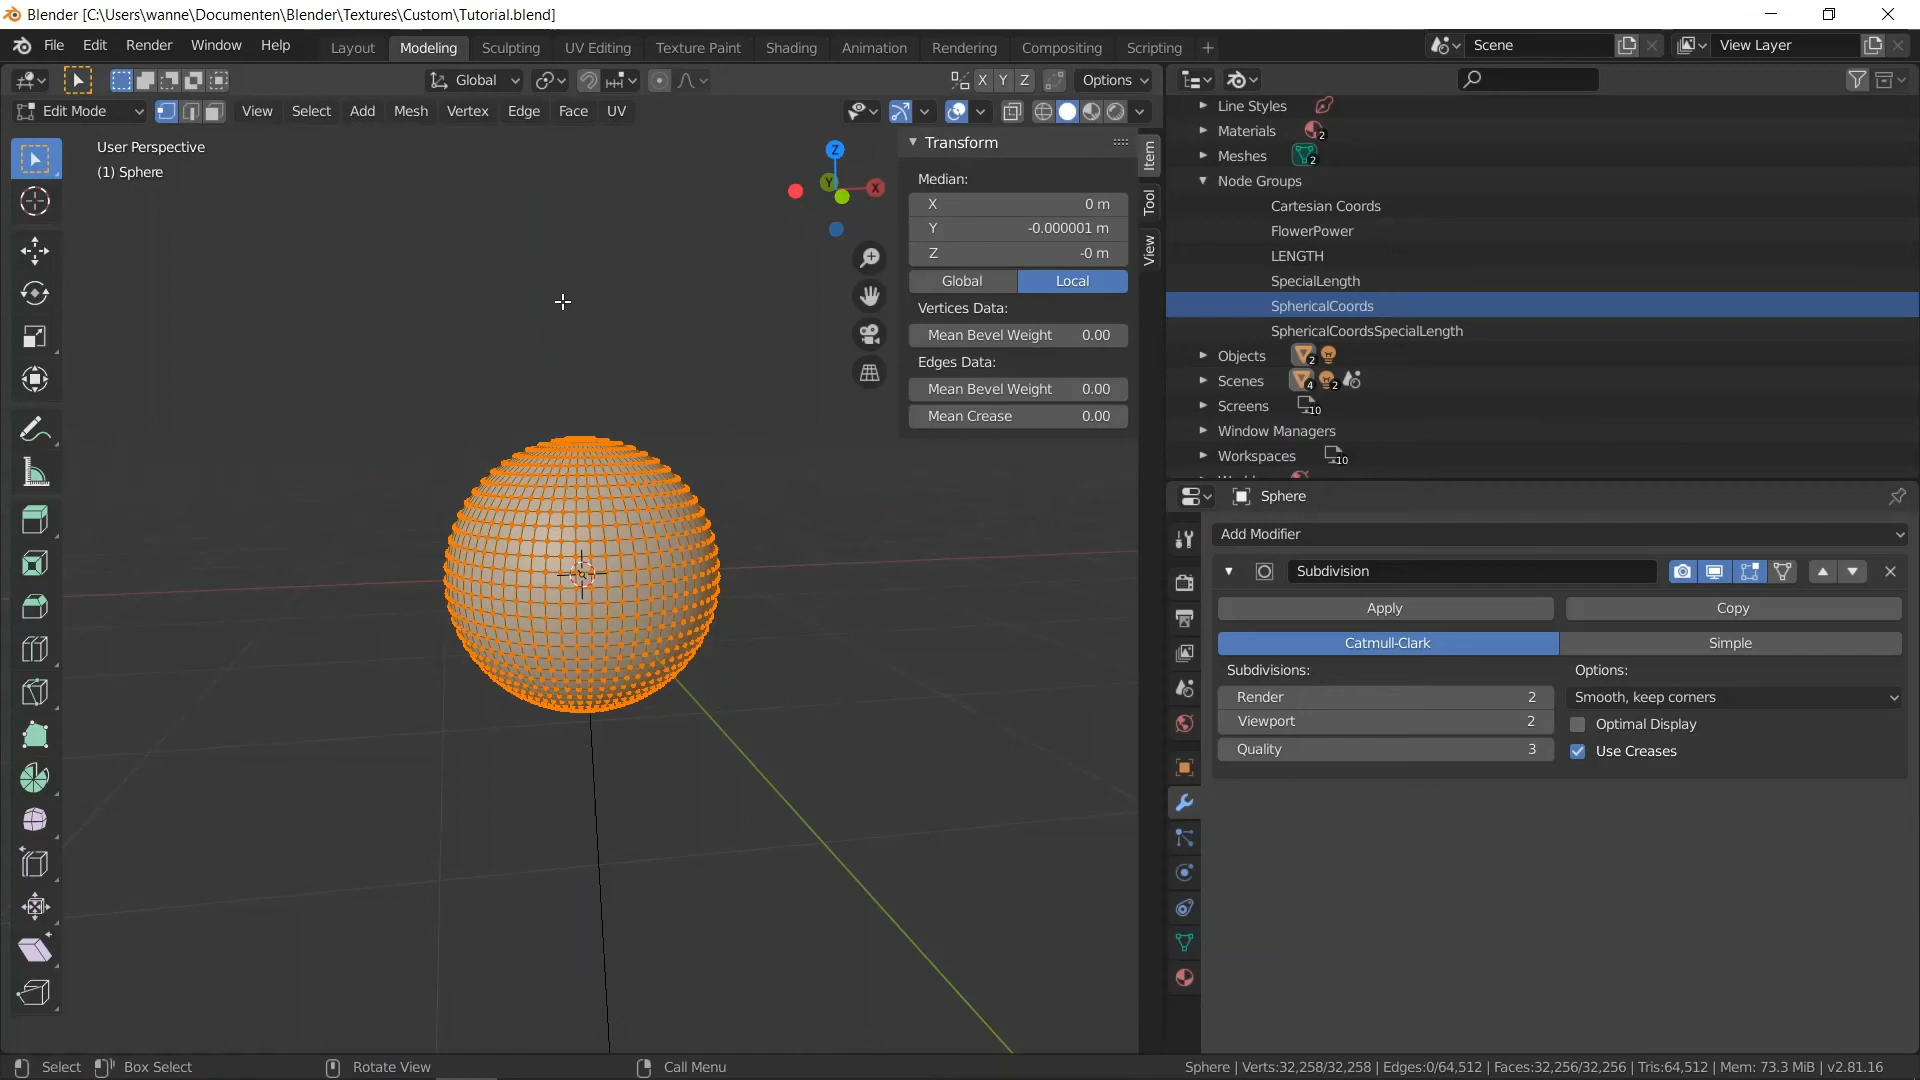 Blender [C:\Users\wanne\Documenten\Blender\Textures\Custom\Tutorial.blend]
File Edit Render Window Help Layout Modeling Sculpting UV Editing Texture Paint Shading Animation Rendering Compositing Scripting + Scene View Layer
Global X Y Z Options
Edit Mode View Select Add Mesh Vertex Edge Face UV
User Perspective
(1) Sphere
Z
Y
X
Transform
Median:
X 0 m
Y -0.000001 m
Z -0 m
Global Local
Vertices Data:
Mean Bevel Weight 0.00
Edges Data:
Mean Bevel Weight 0.00
Mean Crease 0.00
Item
Tool
View
Line Styles
Materials 2
Meshes 2
Node Groups
Cartesian Coords
FlowerPower
LENGTH
SpecialLength
SphericalCoords
SphericalCoordsSpecialLength
Objects 2
Scenes 4 2
Screens 10
Window Managers
Workspaces 10
Sphere
Add Modifier
Subdivision
Apply Copy
Catmull-Clark Simple
Subdivisions: Options:
Render 2 Smooth, keep corners
Viewport 2 Optimal Display
Quality 3 Use Creases
Select Box Select Rotate View Call Menu Sphere | Verts:32,258/32,258 | Edges:0/64,512 | Faces:32,256/32,256 | Tris:64,512 | Mem: 73.3 MiB | v2.81.16